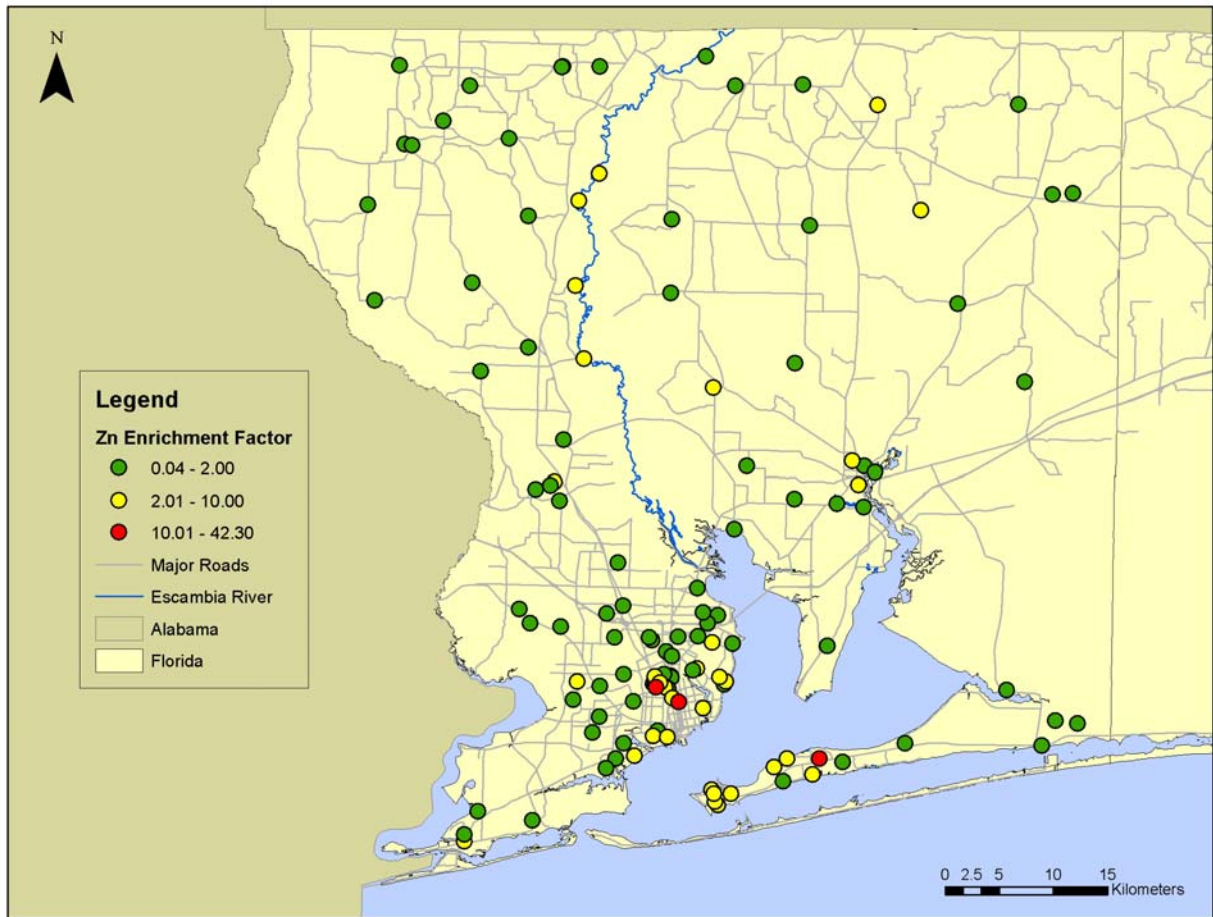 N
Legend
Zn Enrichment Factor
0.04 - 2.00
2.01 - 10.00
10.01 - 42.30
Major Roads
Escambia River
Alabama
Florida
0 2.5 5 10 15
Kilometers